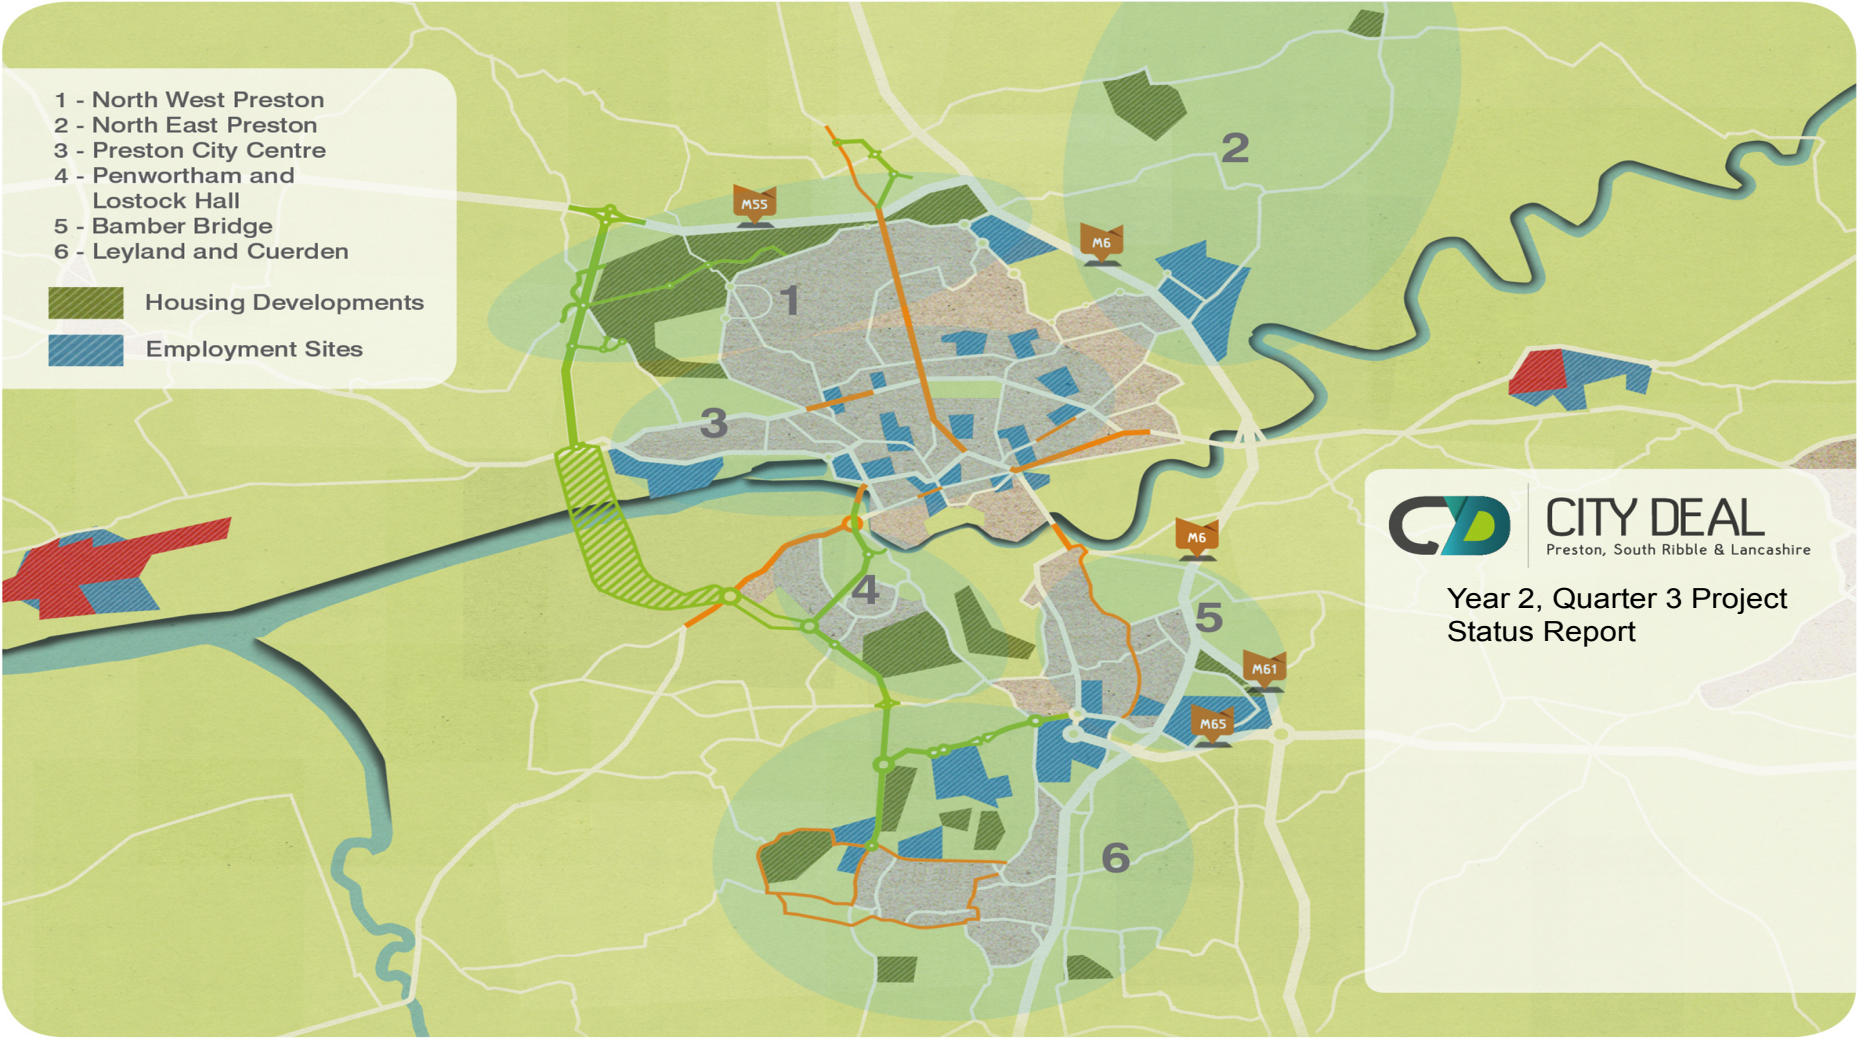 1 - North West Preston
2 - North East Preston
3 - Preston City Centre
4 - Penwortham and
Lostock Hall
5 - Bamber Bridge
6 - Leyland and Cuerden
Housing Developments
Employment Sites
2
M55
M6
1
3
CITY DEAL
Preston, South Ribble & Lancashire
Year 2, Quarter 3 Project
Status Report
M6
4
5
M61
M65
6